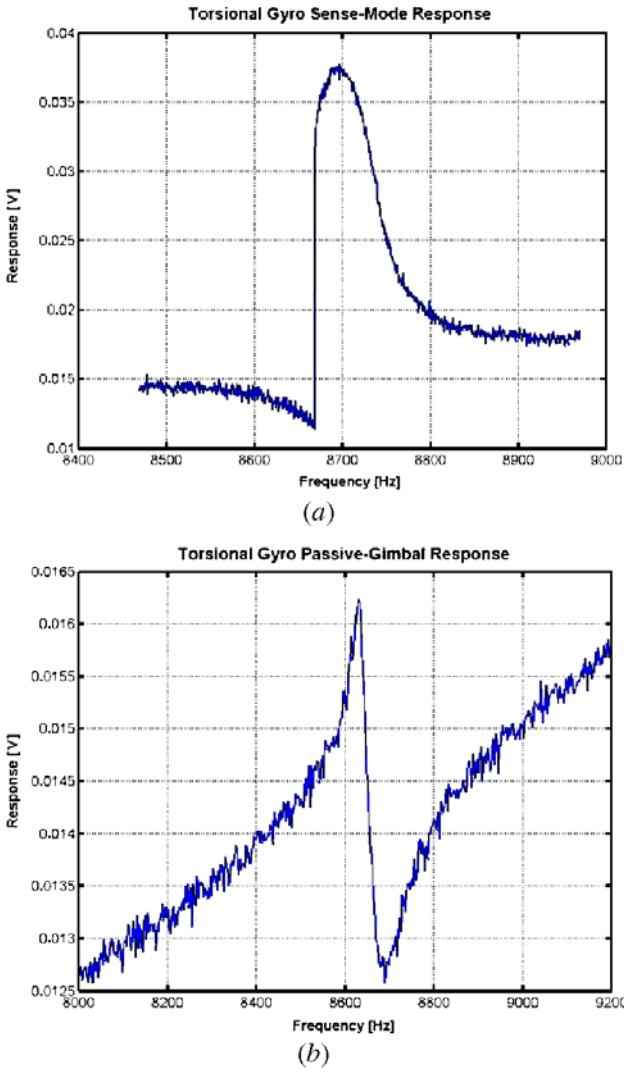 Torsional Gyro Sense-Mode Response
0.04
0.035
0.03
0.025
0.02
0.015
0.01
Response [V]
8400 8500 8600 8700 8800 8900 9000
Frequency [Hz]
(a)
Torsional Gyro Passive-Gimbal Response
0.0165
0.016
0.0155
0.015
0.0145
0.014
0.0135
0.013
0.0125
Response [V]
8000 8200 8400 8600 8800 9000 9200
Frequency [Hz]
(b)